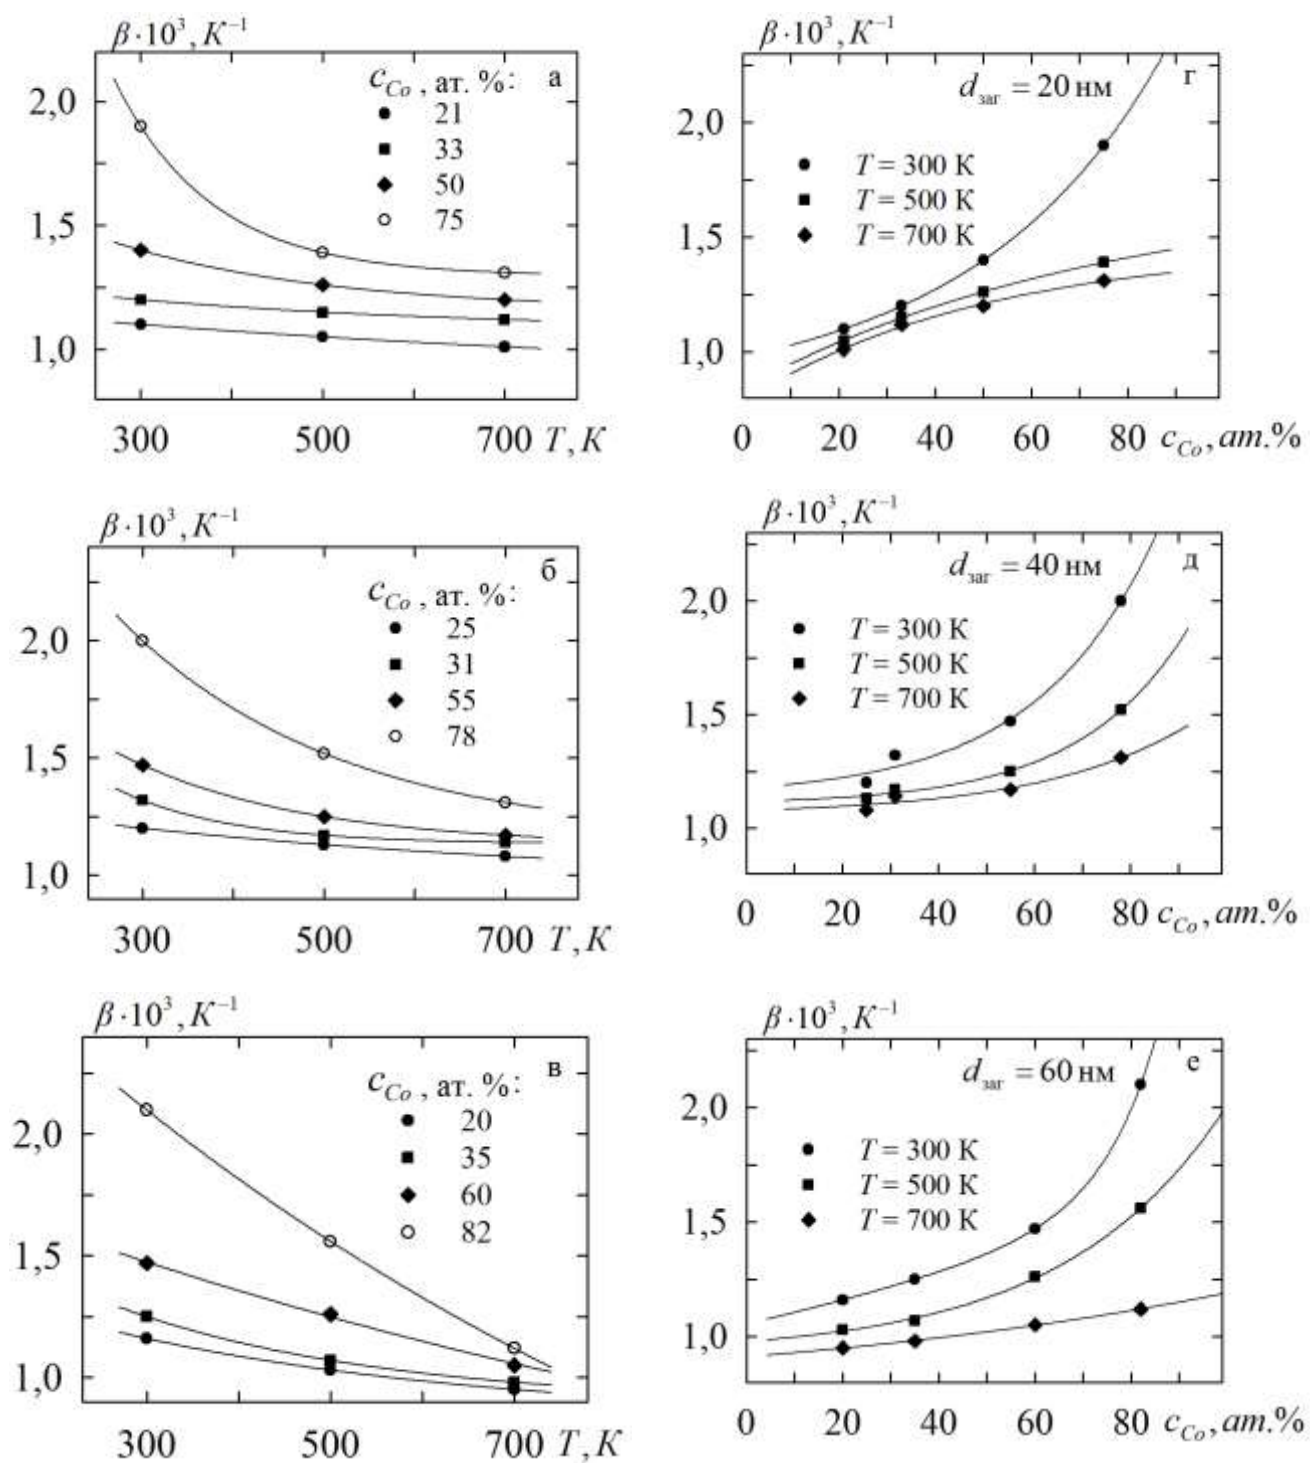 β·10³, К⁻¹
а
c_Co, ат. %:
21
33
50
75
2,0
1,5
1,0
300 500 700 T, К
β·10³, К⁻¹
г
d_заг = 20 нм
T = 300 К
T = 500 К
T = 700 К
2,0
1,5
1,0
0 20 40 60 80 c_Co, ат.%
β·10³, К⁻¹
б
c_Co, ат. %:
25
31
55
78
2,0
1,5
1,0
300 500 700 T, К
β·10³, К⁻¹
д
d_заг = 40 нм
T = 300 К
T = 500 К
T = 700 К
2,0
1,5
1,0
0 20 40 60 80 c_Co, ат.%
β·10³, К⁻¹
в
c_Co, ат. %:
20
35
60
82
2,0
1,5
1,0
300 500 700 T, К
β·10³, К⁻¹
е
d_заг = 60 нм
T = 300 К
T = 500 К
T = 700 К
2,0
1,5
1,0
0 20 40 60 80 c_Co, ат.%